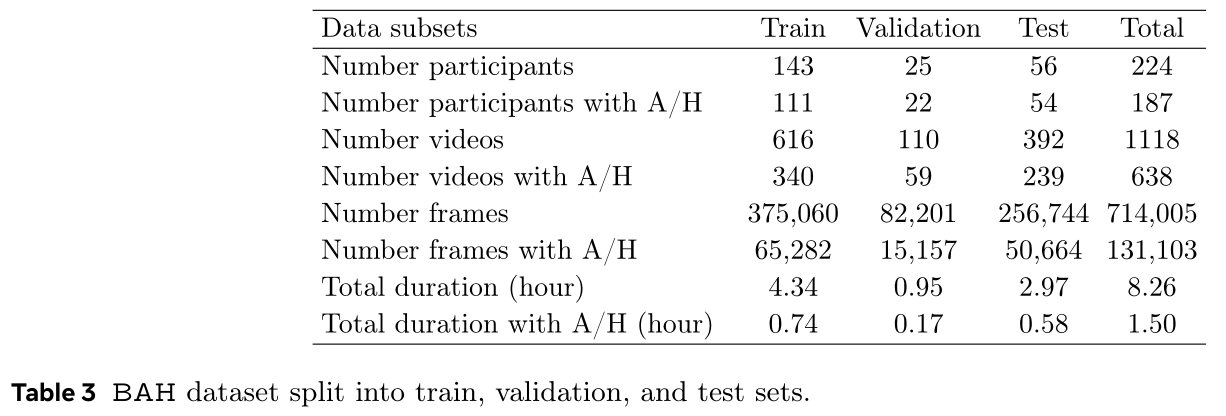 Data subsets Train Validation Test Total
Number participants 143 25 56 224
Number participants with A/H 111 22 54 187
Number videos 616 110 392 1118
Number videos with A/H 340 59 239 638
Number frames 375,060 82,201 256,744 714,005
Number frames with A/H 65,282 15,157 50,664 131,103
Total duration (hour) 4.34 0.95 2.97 8.26
Total duration with A/H (hour) 0.74 0.17 0.58 1.50
Table 3 BAH dataset split into train, validation, and test sets.